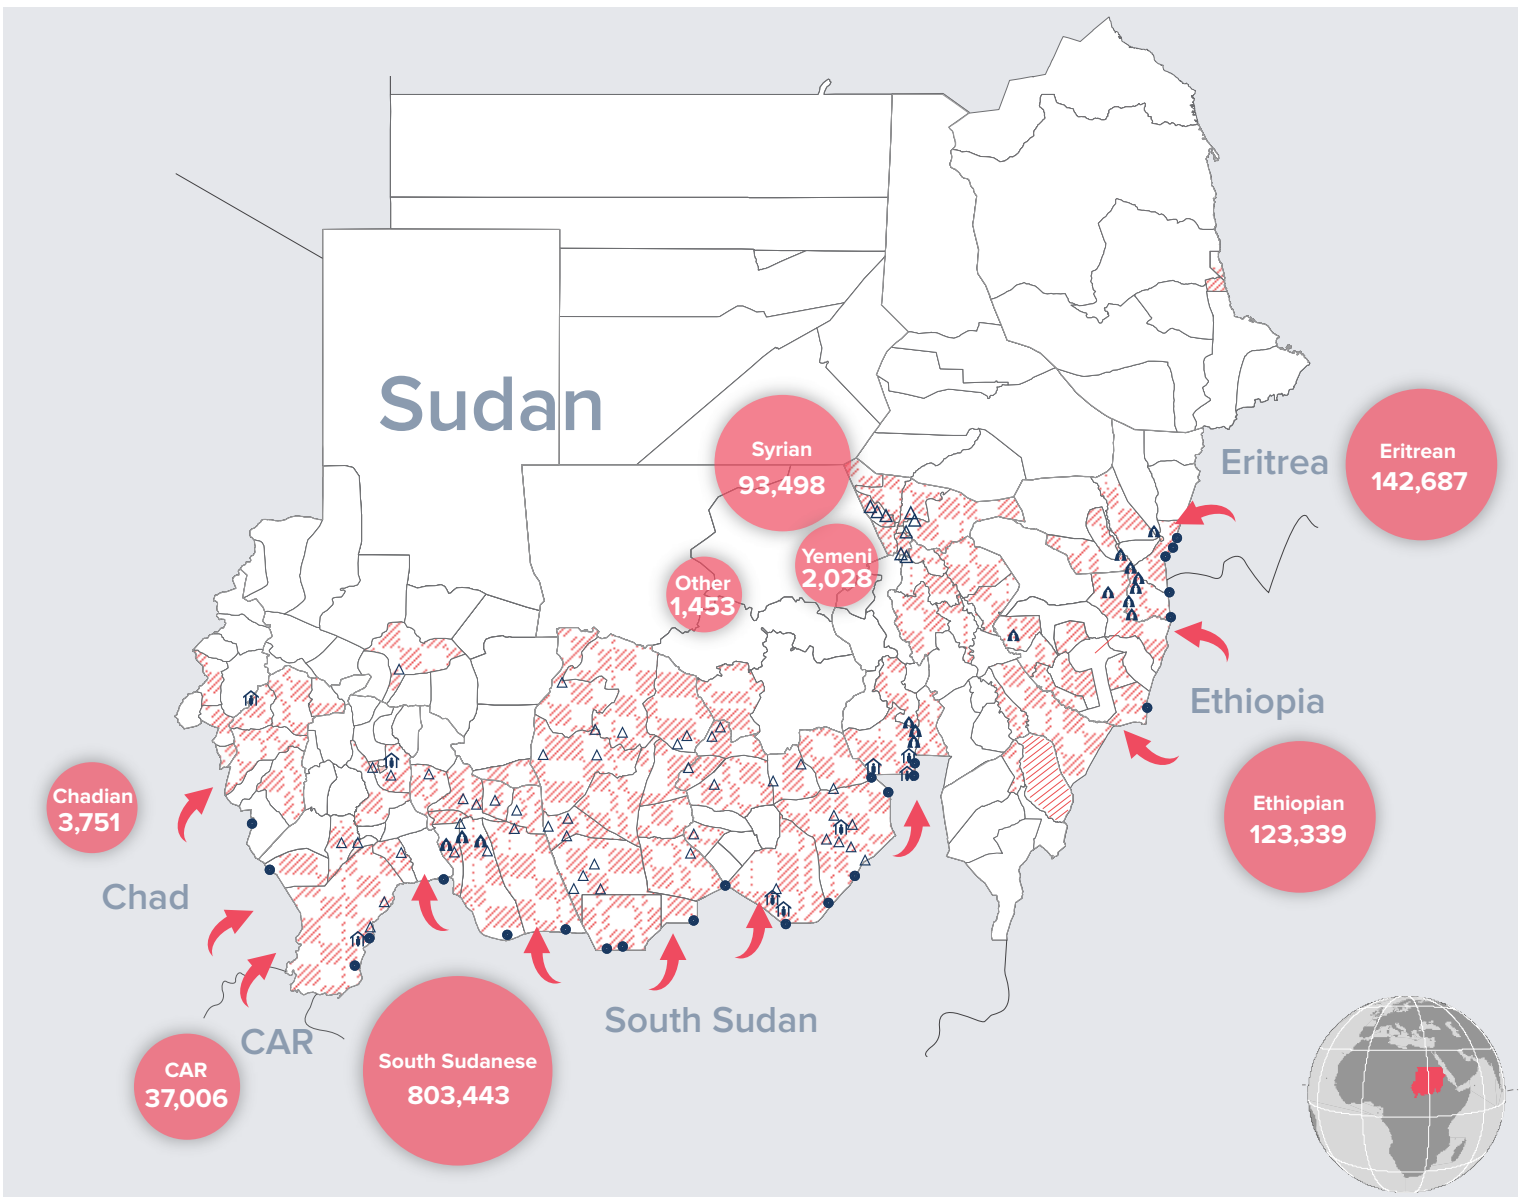 Sudan
Syrian
93,498
Eritrea
Eritrean
142,687
Yemeni
2,028
Other
1,453
Ethiopia
Ethiopian
123,339
Chadian
3,751
Chad
South Sudan
CAR
CAR
37,006
South Sudanese
803,443